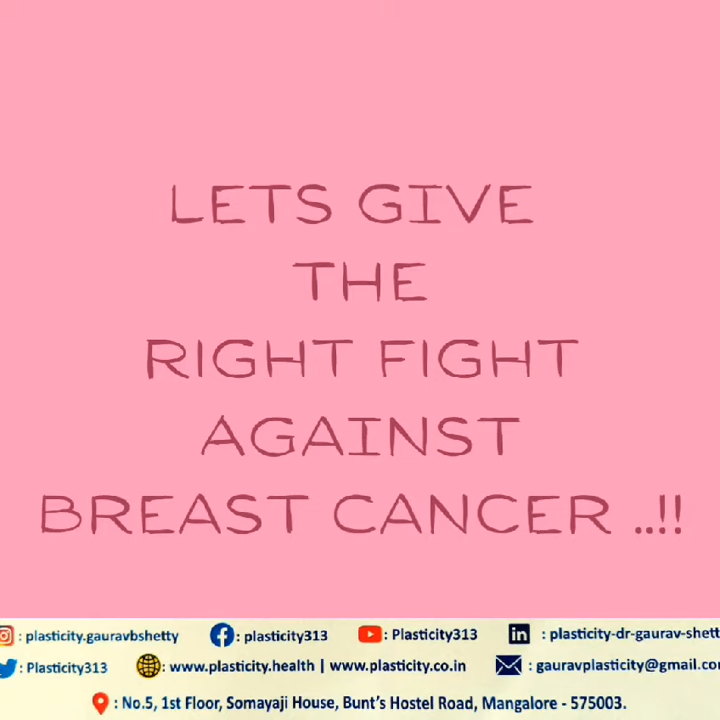 LETS GIVE
THE
RIGHT FIGHT
AGAINST
BREAST CANCER ..!!
: plasticity.gauravbshetty : plasticity313 : Plasticity313 in : plasticity-dr-gaurav-shett
: Plasticity313 : www.plasticity.health | www.plasticity.co.in : gauravplasticity@gmail.co
: No.5, 1st Floor, Somayaji House, Bunt's Hostel Road, Mangalore - 575003.